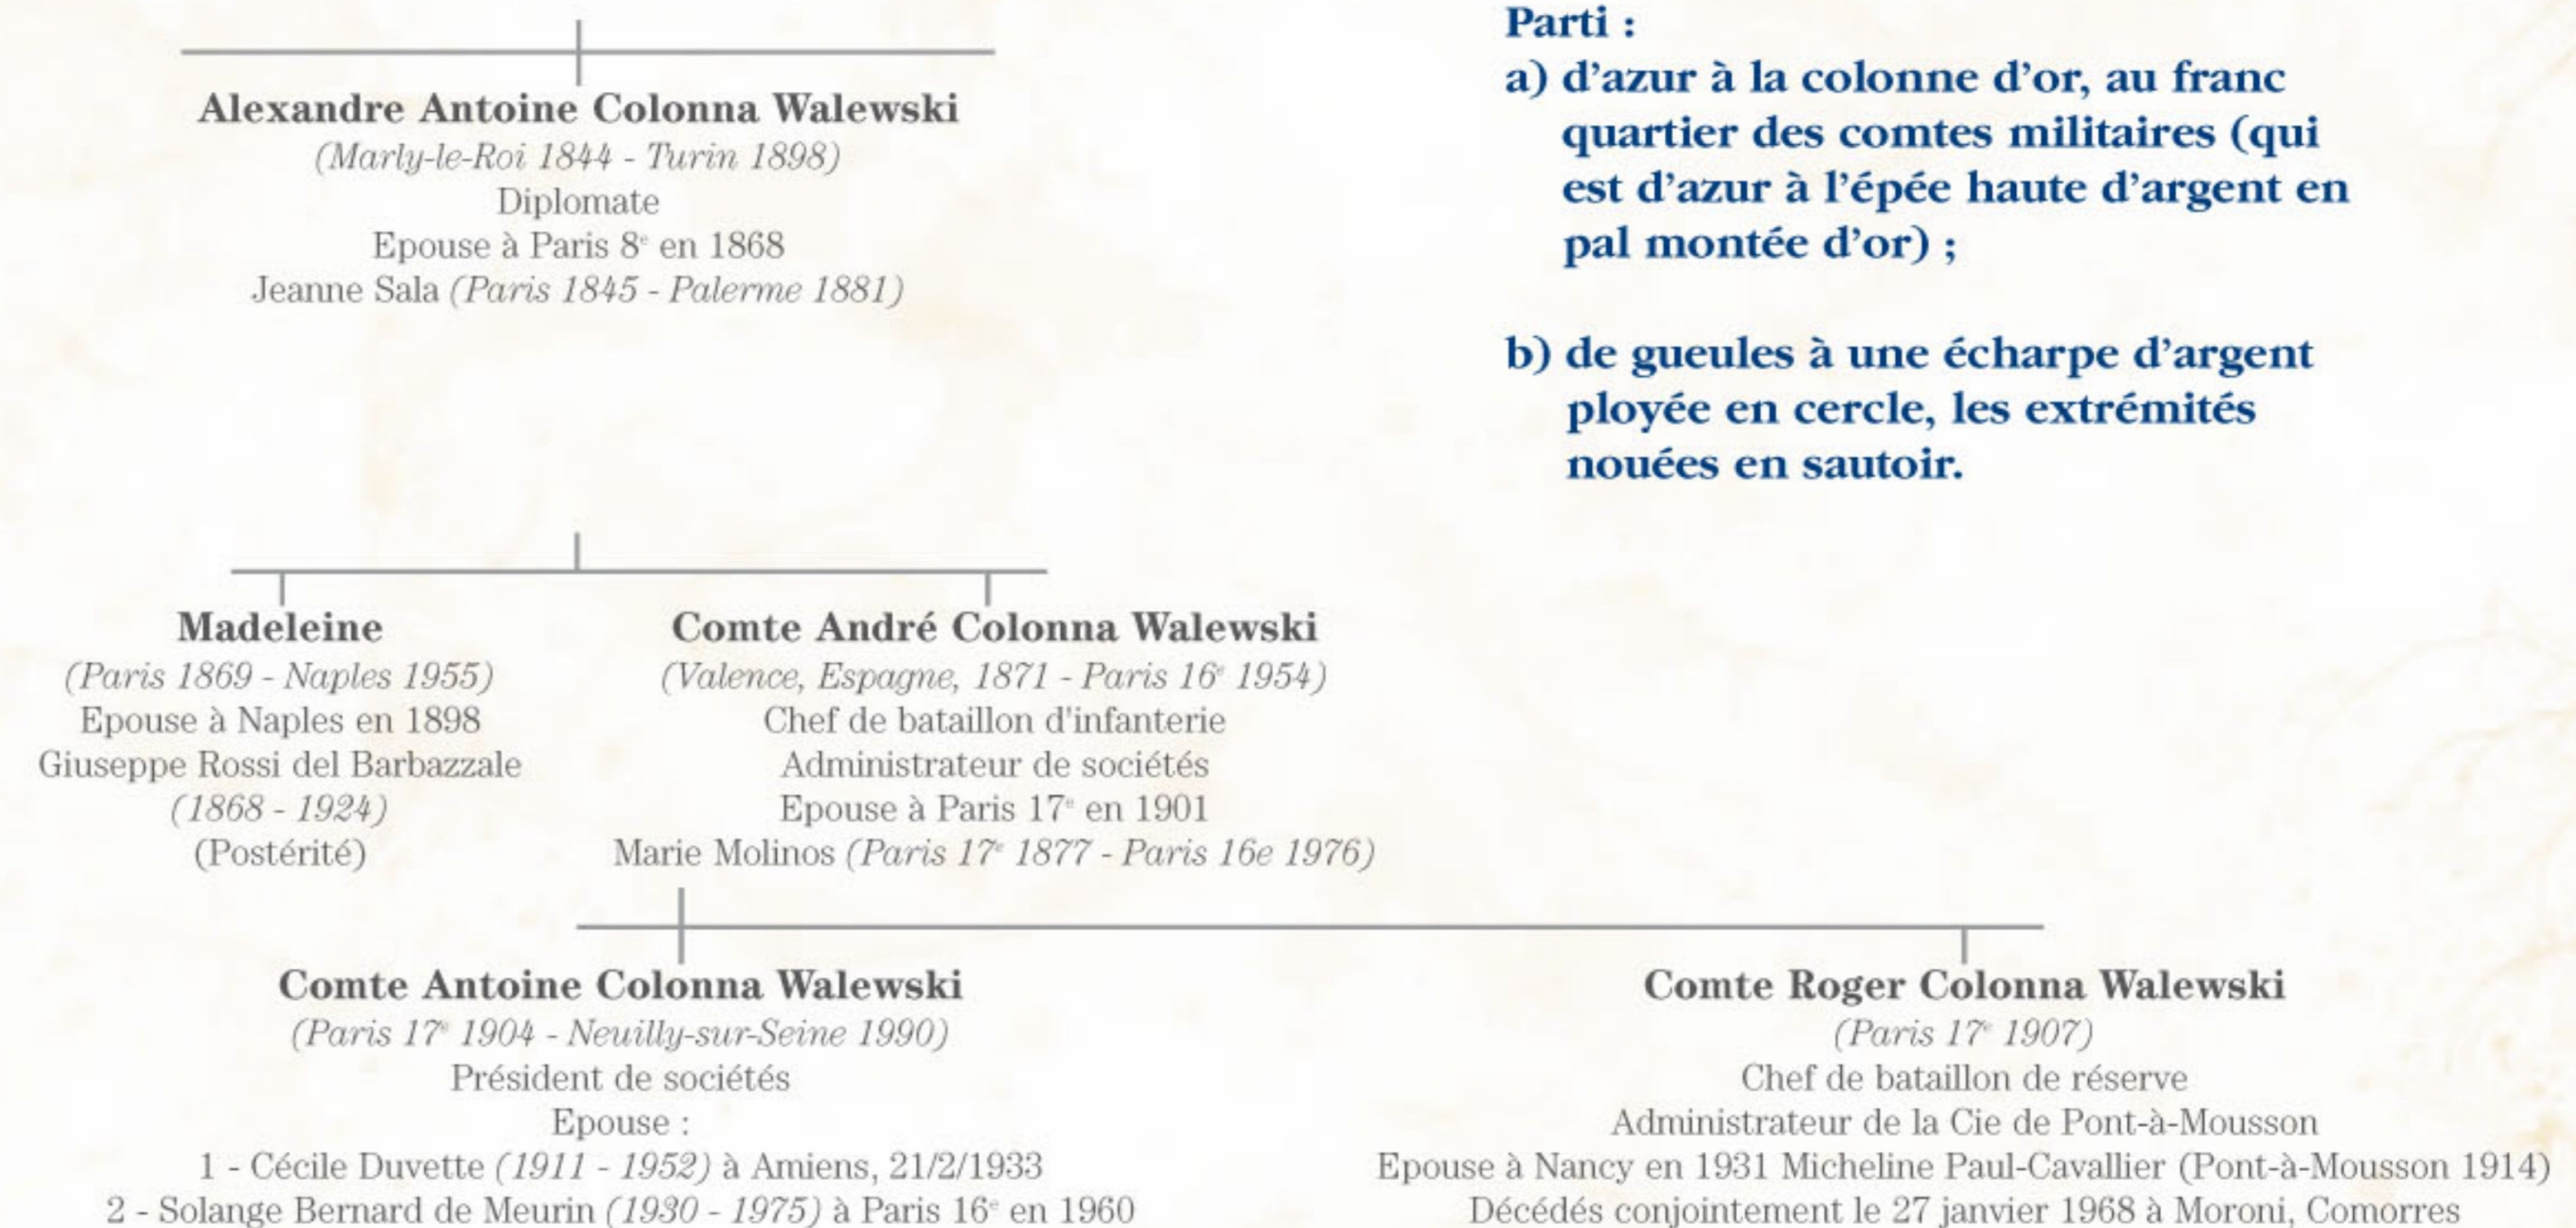 Parti :
a) d'azur à la colonne d'or, au franc
quartier des comtes militaires (qui
est d'azur à l'épée haute d'argent en
pal montée d'or) ;
b) de gueules à une écharpe d'argent
ployée en cercle, les extrémités
nouées en sautoir.
Alexandre Antoine Colonna Walewski
(Marly-le-Roi 1844 - Turin 1898)
Diplomate
Epouse à Paris 8e en 1868
Jeanne Sala (Paris 1845 - Palerme 1881)
Madeleine
(Paris 1869 - Naples 1955)
Epouse à Naples en 1898
Giuseppe Rossi del Barbazzale
(1868 - 1924)
(Postérité)
Comte André Colonna Walewski
(Valence, Espagne, 1871 - Paris 16e 1954)
Chef de bataillon d'infanterie
Administrateur de sociétés
Epouse à Paris 17e en 1901
Marie Molinos (Paris 17e 1877 - Paris 16e 1976)
Comte Antoine Colonna Walewski
(Paris 17e 1904 - Neuilly-sur-Seine 1990)
Président de sociétés
Epouse :
1 - Cécile Duvette (1911 - 1952) à Amiens, 21/2/1933
2 - Solange Bernard de Meurin (1930 - 1975) à Paris 16e en 1960
Comte Roger Colonna Walewski
(Paris 17e 1907)
Chef de bataillon de réserve
Administrateur de la Cie de Pont-à-Mousson
Epouse à Nancy en 1931 Micheline Paul-Cavallier (Pont-à-Mousson 1914)
Décédés conjointement le 27 janvier 1968 à Moroni, Comorres